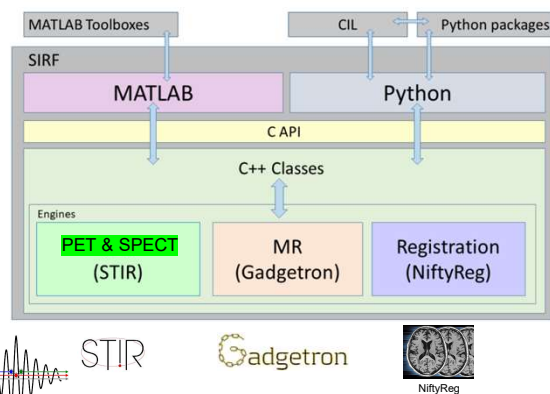 MATLAB Toolboxes
CIL
Python packages
SIRF
MATLAB
Python
C API
C++ Classes
Engines
PET & SPECT
(STIR)
MR
(Gadgetron)
Registration
(NiftyReg)
STIR
Gadgetron
NiftyReg